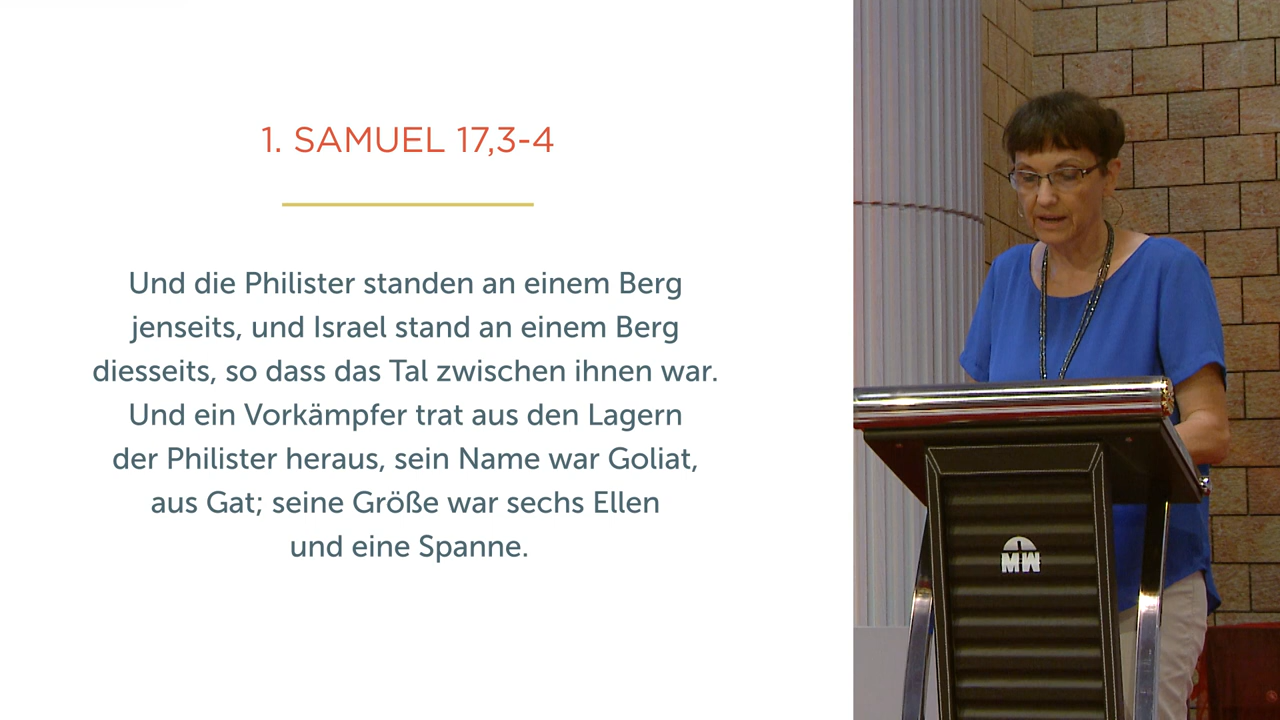 1. SAMUEL 17,3-4
Und die Philister standen an einem Berg
jenseits, und Israel stand an einem Berg
diesseits, so dass das Tal zwischen ihnen war.
Und ein Vorkämpfer trat aus den Lagern
der Philister heraus, sein Name war Goliat,
aus Gat; seine Größe war sechs Ellen
und eine Spanne.
MW